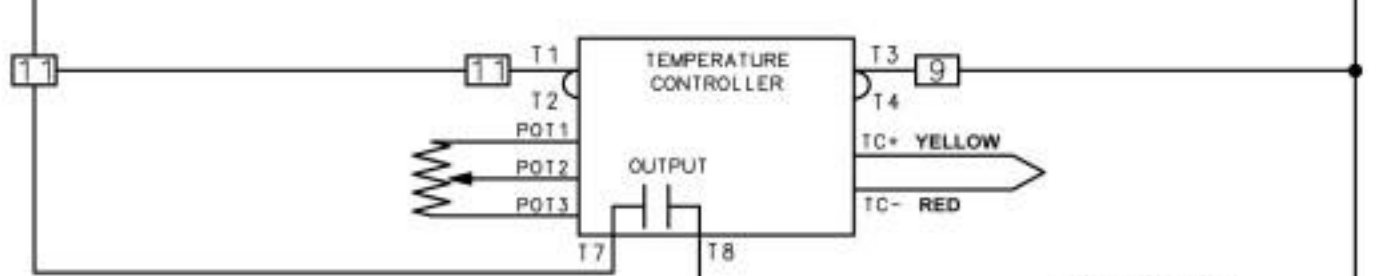 T1
TEMPERATURE
T3
11
11
9
CONTROLLER
T2
T4
POT1
TC+ YELLOW
POT2
OUTPUT
POT3
TC- RED
T7
T8